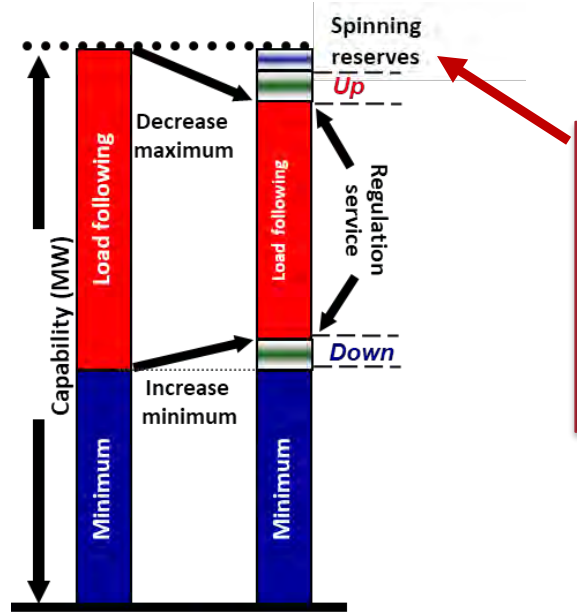 Spinning
reserves
Up
Decrease
maximum
Load following
Load following
Regulation
service
Capability (MW)
Down
Increase
minimum
Minimum
Minimum